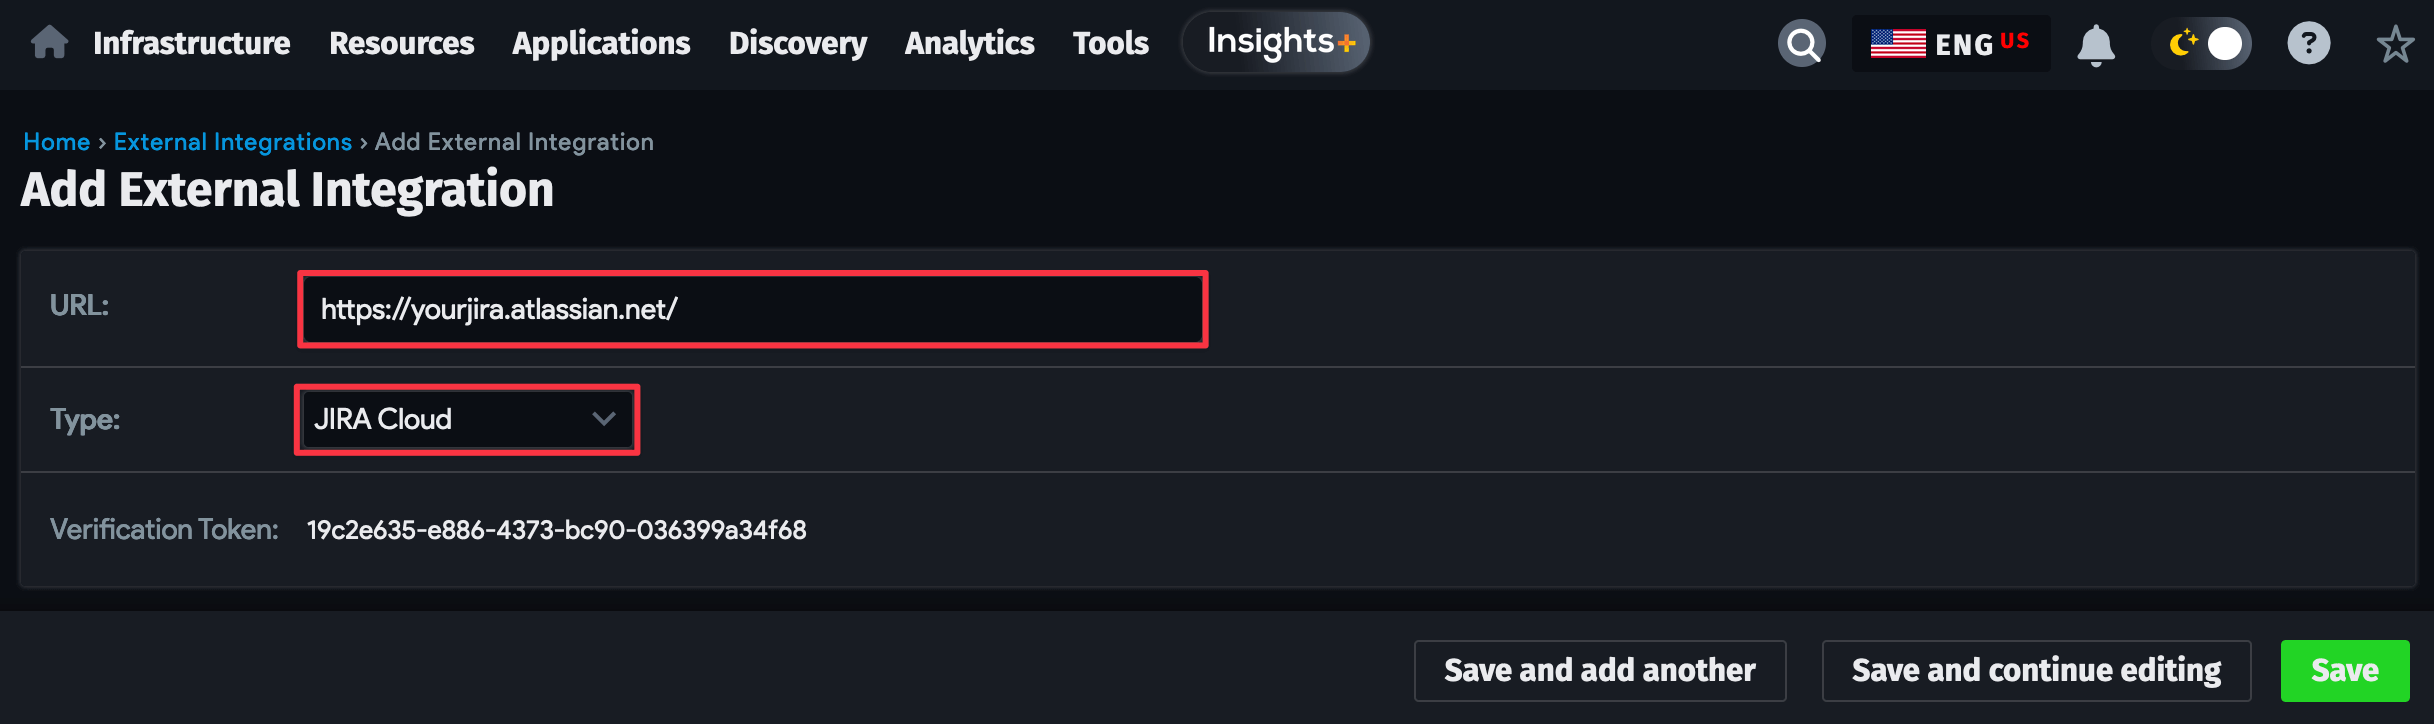 Infrastructure Resources Applications Discovery Analytics Tools Insights+ ENG US ?
Home › External Integrations › Add External Integration
Add External Integration
URL: https://yourjira.atlassian.net/
Type: JIRA Cloud
Verification Token: 19c2e635-e886-4373-bc90-036399a34f68
Save and add another Save and continue editing Save